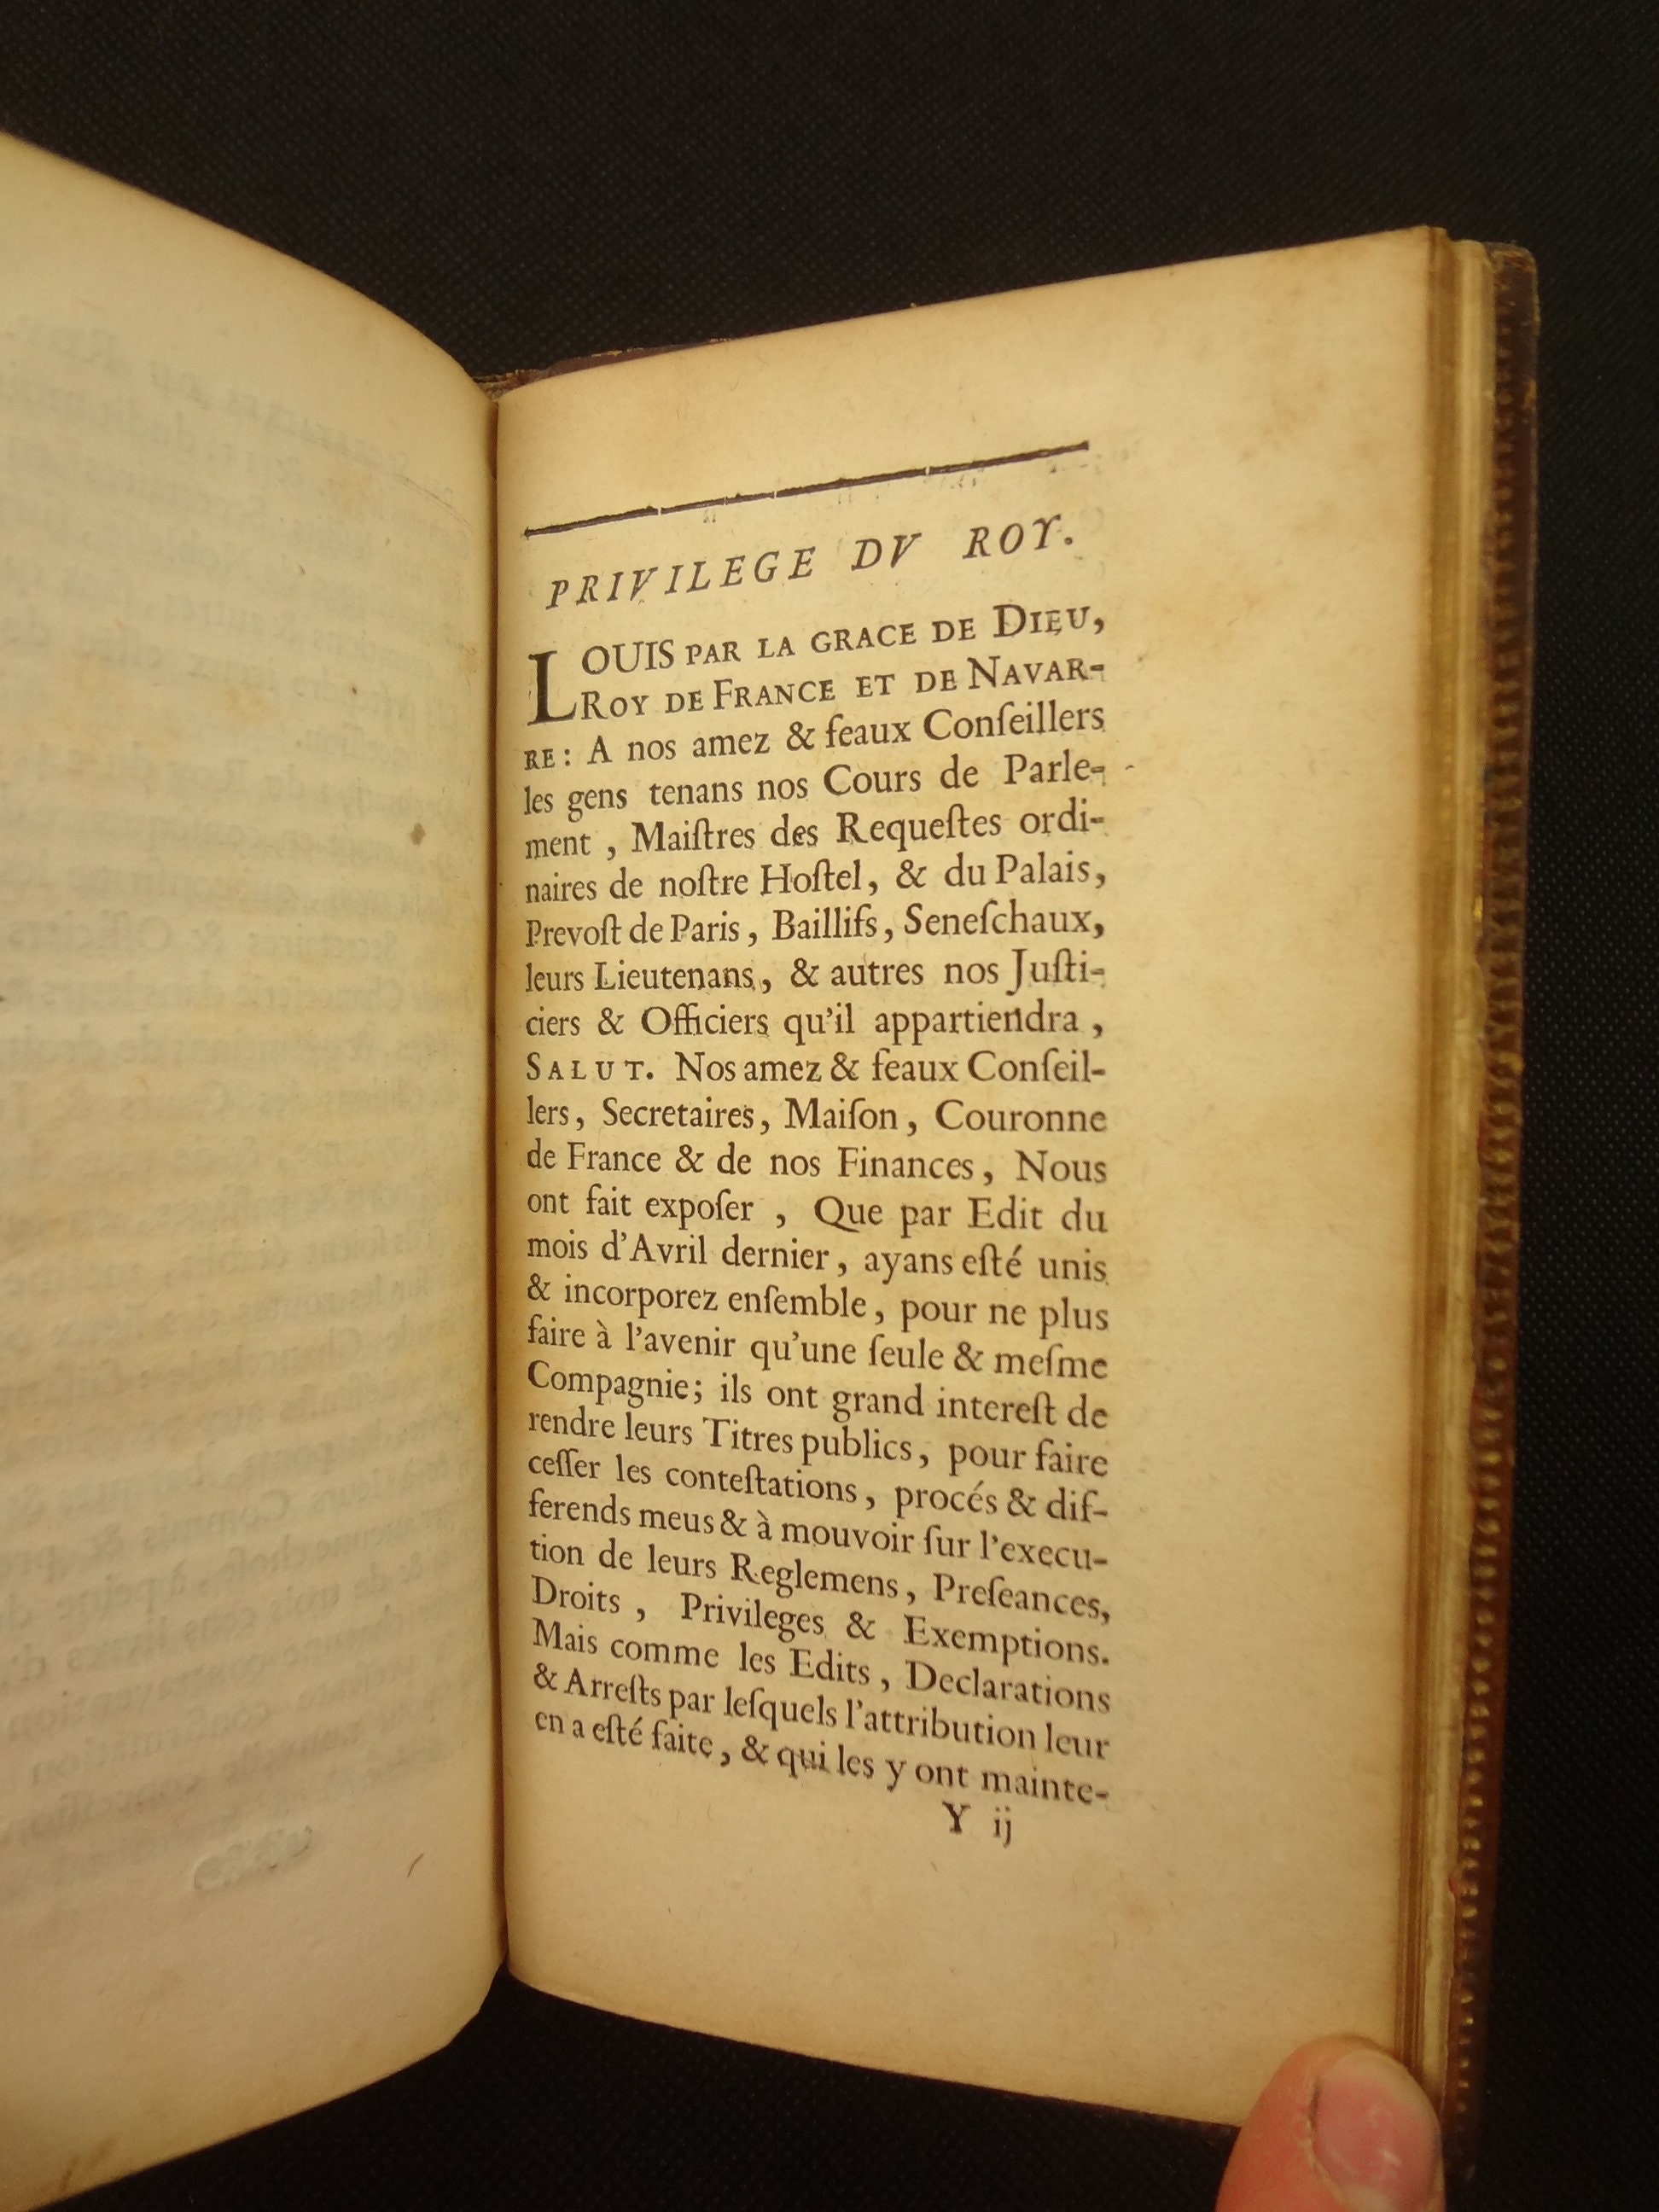 PRIVILEGE DV ROY.
LOUIS PAR LA GRACE DE DIEU,
ROY DE FRANCE ET DE NAVAR-
RE : A nos amez & feaux Conſeillers
les gens tenans nos Cours de Parle-
ment , Maiſtres des Requeſtes ordi-
naires de noſtre Hoſtel, & du Palais,
Prevoſt de Paris, Baillifs, Seneſchaux,
leurs Lieutenans, & autres nos Juſti-
ciers & Officiers qu'il appartiendra ,
SALUT. Nos amez & feaux Conſeil-
lers, Secretaires, Maiſon, Couronne
de France & de nos Finances, Nous
ont fait expoſer , Que par Edit du
mois d'Avril dernier, ayans eſté unis
& incorporez enſemble, pour ne plus
faire à l'avenir qu'une ſeule & meſme
Compagnie; ils ont grand intereſt de
rendre leurs Titres publics, pour faire
ceſſer les conteſtations, procés & dif-
ferends meus & à mouvoir ſur l'execu-
tion de leurs Reglemens, Preſeances,
Droits , Privileges & Exemptions.
Mais comme les Edits, Declarations
& Arreſts par leſquels l'attribution leur
en a eſté faite, & qui les y ont mainte-
Y ij